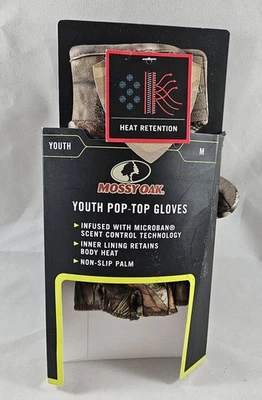 HEAT RETENTION
YOUTH M
MOSSY OAK®
YOUTH POP-TOP GLOVES
INFUSED WITH MICROBAN®
SCENT CONTROL TECHNOLOGY
INNER LINING RETAINS
BODY HEAT
NON-SLIP PALM